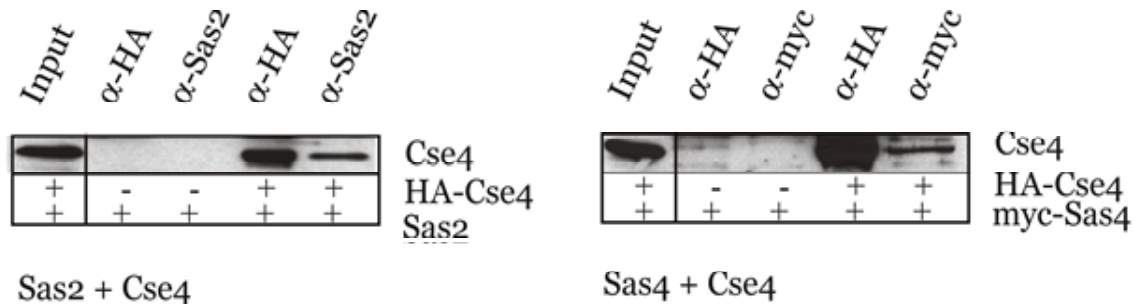 Input α-HA α-Sas2 α-HA α-Sas2
Cse4
+ - - + + HA-Cse4
+ + + + + Sas2
Sas2 + Cse4
Input α-HA α-myc α-HA α-myc
Cse4
+ - - + + HA-Cse4
+ + + + + myc-Sas4
Sas4 + Cse4